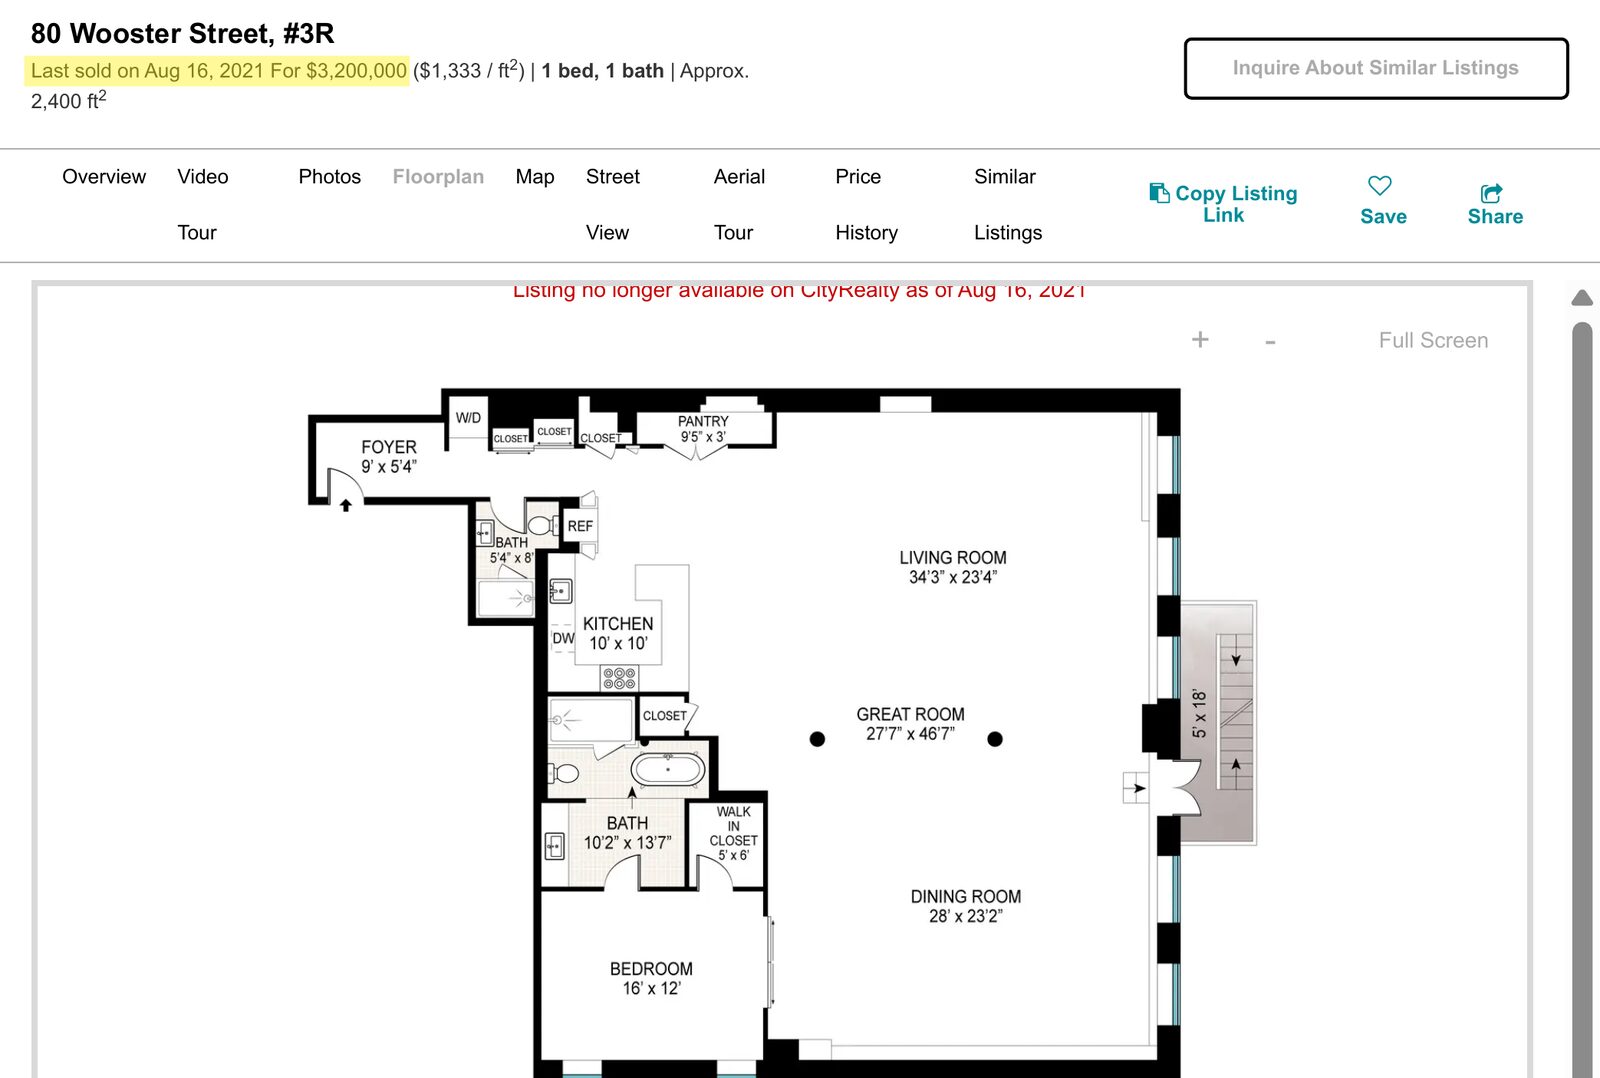 80 Wooster Street, #3R
Last sold on Aug 16, 2021 For $3,200,000 ($1,333 / ft2) | 1 bed, 1 bath | Approx.
2,400 ft2
Inquire About Similar Listings
Overview
Video
Tour
Photos
Floorplan
Map
Street
View
Aerial
Tour
Price
History
Similar
Listings
Copy Listing
Link
Save
Share
Listing no longer available on CityRealty as of Aug 16, 2021
+
-
Full Screen
W/D
CLOSET
CLOSET
CLOSET
PANTRY
9'5" x 3'
FOYER
9' x 5'4"
BATH
5'4" x 8'
REF
LIVING ROOM
34'3" x 23'4"
KITCHEN
10' x 10'
DW
CLOSET
GREAT ROOM
27'7" x 46'7"
5' x 18'
BATH
10'2" x 13'7"
WALK
IN
CLOSET
5' x 6'
DINING ROOM
28' x 23'2"
BEDROOM
16' x 12'